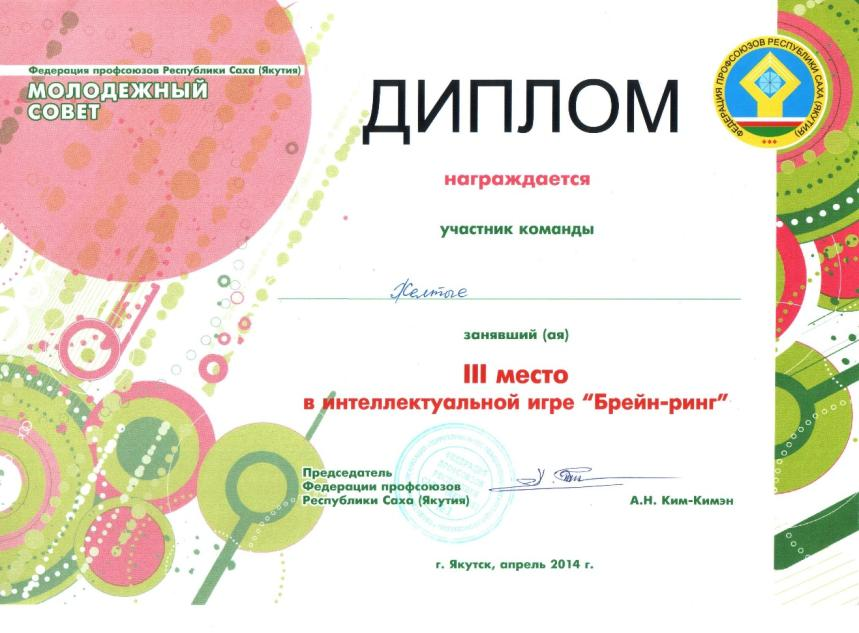 Федерация профсоюзов Республики Саха (Якутия)
МОЛОДЕЖНЫЙ
СОВЕТ
ДИПЛОМ
ФЕДЕРАЦИЯ ПРОФСОЮЗОВ РЕСПУБЛИКИ САХА (ЯКУТИЯ)
награждается
участник команды
Желтые
занявший (ая)
III место
в интеллектуальной игре “Брейн-ринг”
Председатель
Федерации профсоюзов
Республики Саха (Якутия)
А.Н. Ким-Кимэн
г. Якутск, апрель 2014 г.